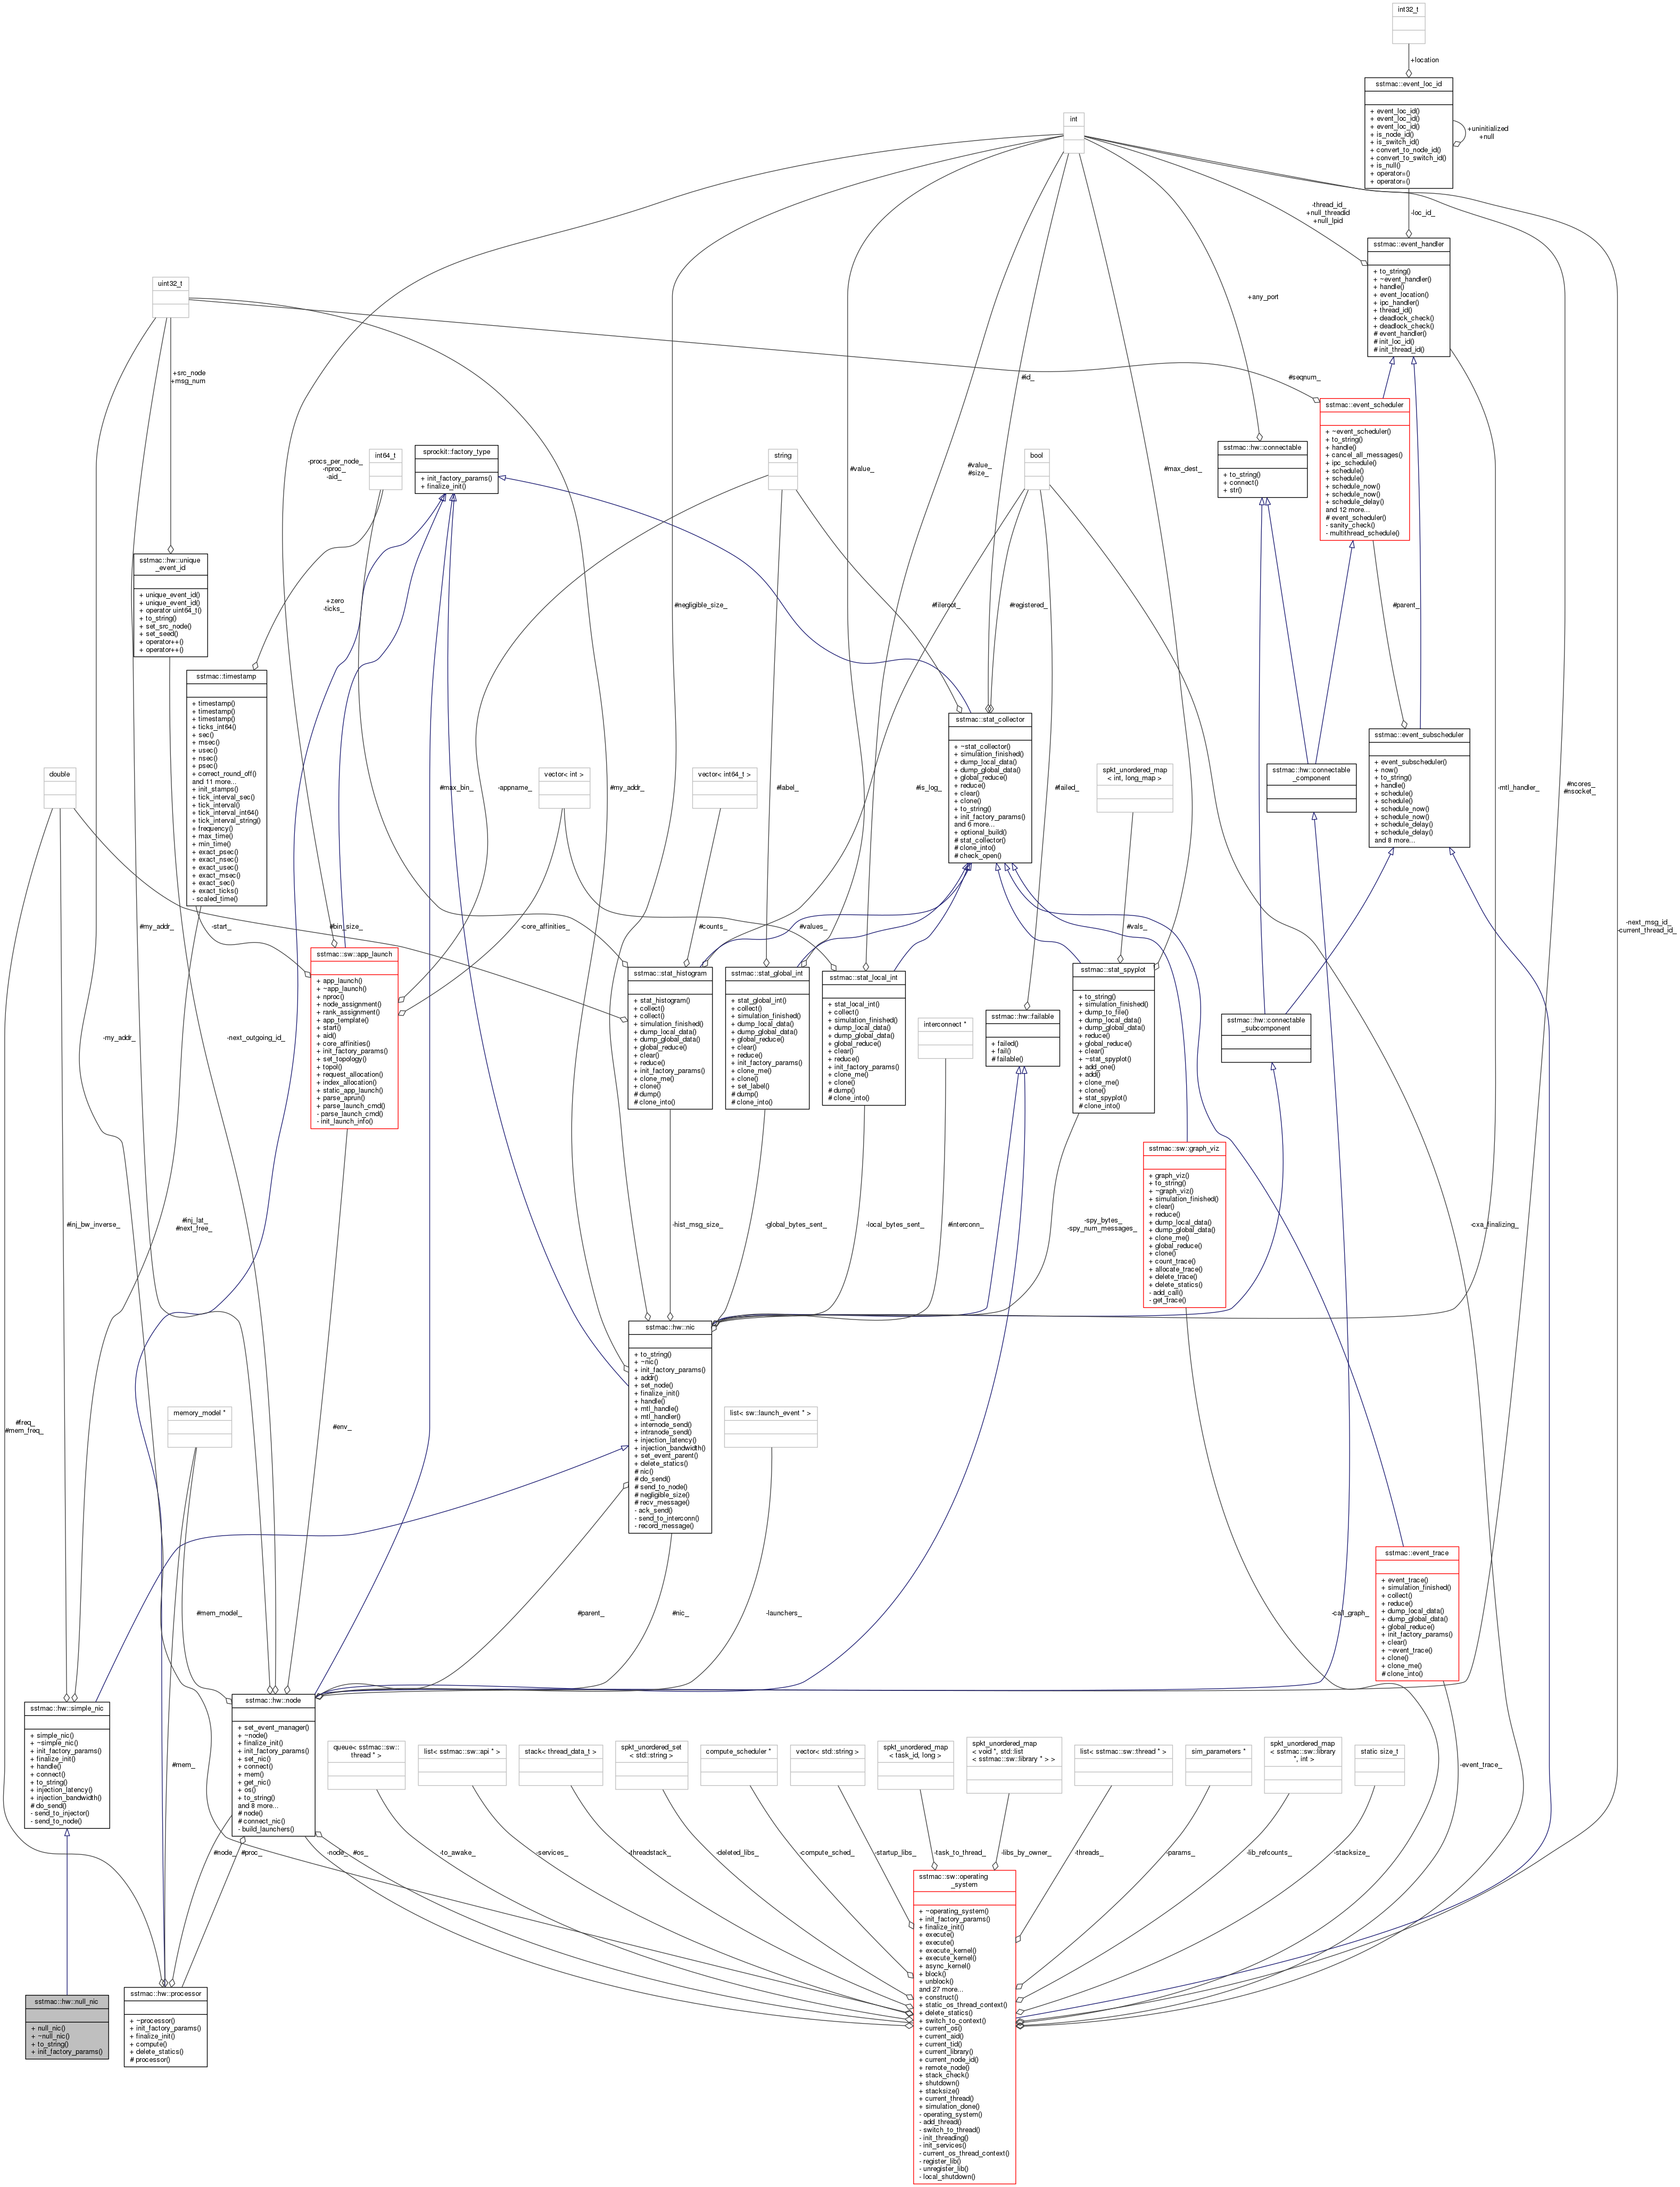 int32_t
+location
sstmac::event_loc_id
+ event_loc_id()
+ event_loc_id()
+ event_loc_id()
+ is_node_id()
+ is_switch_id()
+ convert_to_node_id()
+ convert_to_switch_id()
+ is_null()
+ operator=()
+ operator=()
+uninitialized
+null
int
-thread_id_
+null_threadid
+null_lpid
-loc_id_
sstmac::event_handler
+ to_string()
+ ~event_handler()
+ handle()
+ event_location()
+ ipc_handler()
+ thread_id()
+ deadlock_check()
+ deadlock_check()
# event_handler()
# init_loc_id()
# init_thread_id()
uint32_t
+any_port
+src_node
+msg_num
#id_
#seqnum_
sstmac::event_scheduler
+ ~event_scheduler()
+ to_string()
+ handle()
+ cancel_all_messages()
+ ipc_schedule()
+ schedule()
+ schedule()
+ schedule_now()
+ schedule_now()
+ schedule_delay()
and 12 more...
# event_scheduler()
- sanity_check()
- multithread_schedule()
-procs_per_node_
-nproc_
-aid_
int64_t
sprockit::factory_type
+ init_factory_params()
+ finalize_init()
string
#value_
#value_
#size_
bool
#max_dest_
sstmac::hw::connectable
+ to_string()
+ connect()
+ str()
sstmac::hw::unique
_event_id
+ unique_event_id()
+ unique_event_id()
+ operator uint64_t()
+ to_string()
+ set_src_node()
+ set_seed()
+ operator++()
+ operator++()
+zero
-ticks_
#negligible_size_
#fileroot_
#registered_
#parent_
sstmac::timestamp
+ timestamp()
+ timestamp()
+ timestamp()
+ ticks_int64()
+ sec()
+ msec()
+ usec()
+ nsec()
+ psec()
+ correct_round_off()
and 11 more...
+ init_stamps()
+ tick_interval_sec()
+ tick_interval()
+ tick_interval_int64()
+ tick_interval_string()
+ frequency()
+ max_time()
+ min_time()
+ exact_psec()
+ exact_nsec()
+ exact_usec()
+ exact_msec()
+ exact_sec()
+ exact_ticks()
- scaled_time()
sstmac::stat_collector
+ ~stat_collector()
+ simulation_finished()
+ dump_local_data()
+ dump_global_data()
+ global_reduce()
+ reduce()
+ clear()
+ clone()
+ to_string()
+ init_factory_params()
and 6 more...
+ optional_build()
# stat_collector()
# clone_into()
# check_open()
sstmac::event_subscheduler
+ event_subscheduler()
+ now()
+ to_string()
+ handle()
+ schedule()
+ schedule()
+ schedule_now()
+ schedule_now()
+ schedule_delay()
+ schedule_delay()
and 8 more...
double
#max_bin_
-appname_
vector< int >
#my_addr_
vector< int64_t >
#label_
#is_log_
#failed_
spkt_unordered_map
< int, long_map >
sstmac::hw::connectable
_component
-mtl_handler_
#ncores_
#nsocket_
#my_addr_
-start_
#bin_size_
-core_affinities_
#counts_
#values_
#vals_
-next_msg_id_
-current_thread_id_
sstmac::sw::app_launch
+ app_launch()
+ ~app_launch()
+ nproc()
+ node_assignment()
+ rank_assignment()
+ app_template()
+ start()
+ aid()
+ core_affinities()
+ init_factory_params()
+ set_topology()
+ topol()
+ request_allocation()
+ index_allocation()
+ static_app_launch()
+ parse_aprun()
+ parse_launch_cmd()
- parse_launch_cmd()
- init_launch_info()
sstmac::stat_histogram
+ stat_histogram()
+ collect()
+ collect()
+ simulation_finished()
+ dump_local_data()
+ dump_global_data()
+ global_reduce()
+ clear()
+ reduce()
+ init_factory_params()
+ clone_me()
+ clone()
# dump()
# clone_into()
sstmac::stat_global_int
+ stat_global_int()
+ collect()
+ simulation_finished()
+ dump_local_data()
+ dump_global_data()
+ global_reduce()
+ clear()
+ reduce()
+ init_factory_params()
+ clone_me()
+ clone()
+ set_label()
# dump()
# clone_into()
sstmac::stat_local_int
+ stat_local_int()
+ collect()
+ simulation_finished()
+ dump_local_data()
+ dump_global_data()
+ global_reduce()
+ clear()
+ reduce()
+ init_factory_params()
+ clone_me()
+ clone()
# dump()
# clone_into()
interconnect *
sstmac::hw::failable
+ failed()
+ fail()
# failable()
sstmac::stat_spyplot
+ to_string()
+ simulation_finished()
+ dump_to_file()
+ dump_local_data()
+ dump_global_data()
+ reduce()
+ global_reduce()
+ clear()
+ ~stat_spyplot()
+ add_one()
+ add()
+ clone_me()
+ clone()
+ stat_spyplot()
# clone_into()
sstmac::hw::connectable
_subcomponent
-my_addr_
-next_outgoing_id_
sstmac::sw::graph_viz
+ graph_viz()
+ to_string()
+ ~graph_viz()
+ simulation_finished()
+ clear()
+ reduce()
+ dump_local_data()
+ dump_global_data()
+ clone_me()
+ global_reduce()
+ clone()
+ count_trace()
+ allocate_trace()
+ delete_trace()
+ delete_statics()
- add_call()
- get_trace()
#inj_bw_inverse_
#inj_lat_
#next_free_
-hist_msg_size_
-global_bytes_sent_
-local_bytes_sent_
#interconn_
-spy_bytes_
-spy_num_messages_
-cxa_finalizing_
sstmac::hw::nic
+ to_string()
+ ~nic()
+ init_factory_params()
+ addr()
+ set_node()
+ finalize_init()
+ handle()
+ mtl_handle()
+ mtl_handler()
+ internode_send()
+ intranode_send()
+ injection_latency()
+ injection_bandwidth()
+ set_event_parent()
+ delete_statics()
# nic()
# do_send()
# send_to_node()
# negligible_size()
# recv_message()
- ack_send()
- send_to_interconn()
- record_message()
#freq_
#mem_freq_
memory_model *
#env_
list< sw::launch_event * >
sstmac::event_trace
+ event_trace()
+ simulation_finished()
+ collect()
+ reduce()
+ dump_local_data()
+ dump_global_data()
+ global_reduce()
+ init_factory_params()
+ clear()
+ ~event_trace()
+ clone()
+ clone_me()
# clone_into()
#mem_model_
#parent_
#nic_
-launchers_
-call_graph_
sstmac::hw::simple_nic
+ simple_nic()
+ ~simple_nic()
+ init_factory_params()
+ finalize_init()
+ handle()
+ connect()
+ to_string()
+ injection_latency()
+ injection_bandwidth()
# do_send()
- send_to_injector()
- send_to_node()
#mem_
sstmac::hw::node
+ set_event_manager()
+ ~node()
+ finalize_init()
+ init_factory_params()
+ set_nic()
+ connect()
+ mem()
+ get_nic()
+ os()
+ to_string()
and 8 more...
# node()
# connect_nic()
- build_launchers()
queue< sstmac::sw::
thread * >
list< sstmac::sw::api * >
stack< thread_data_t >
spkt_unordered_set
< std::string >
compute_scheduler *
vector< std::string >
spkt_unordered_map
< task_id, long >
spkt_unordered_map
< void *, std::list
< sstmac::sw::library * > >
list< sstmac::sw::thread * >
sim_parameters *
spkt_unordered_map
< sstmac::sw::library
*, int >
static size_t
-event_trace_
#node_
#proc_
-node_
#os_
-to_awake_
-services_
-threadstack_
-deleted_libs_
-compute_sched_
-startup_libs_
-task_to_thread_
-libs_by_owner_
-threads_
-params_
-lib_refcounts_
-stacksize_
sstmac::sw::operating
_system
+ ~operating_system()
+ init_factory_params()
+ finalize_init()
+ execute()
+ execute()
+ execute_kernel()
+ execute_kernel()
+ async_kernel()
+ block()
+ unblock()
and 27 more...
+ construct()
+ static_os_thread_context()
+ delete_statics()
+ switch_to_context()
+ current_os()
+ current_aid()
+ current_tid()
+ current_library()
+ current_node_id()
+ remote_node()
+ stack_check()
+ shutdown()
+ stacksize()
+ current_thread()
+ simulation_done()
- operating_system()
- add_thread()
- switch_to_thread()
- init_threading()
- init_services()
- current_os_thread_context()
- register_lib()
- unregister_lib()
- local_shutdown()
sstmac::hw::null_nic
+ null_nic()
+ ~null_nic()
+ to_string()
+ init_factory_params()
sstmac::hw::processor
+ ~processor()
+ init_factory_params()
+ finalize_init()
+ compute()
+ delete_statics()
# processor()